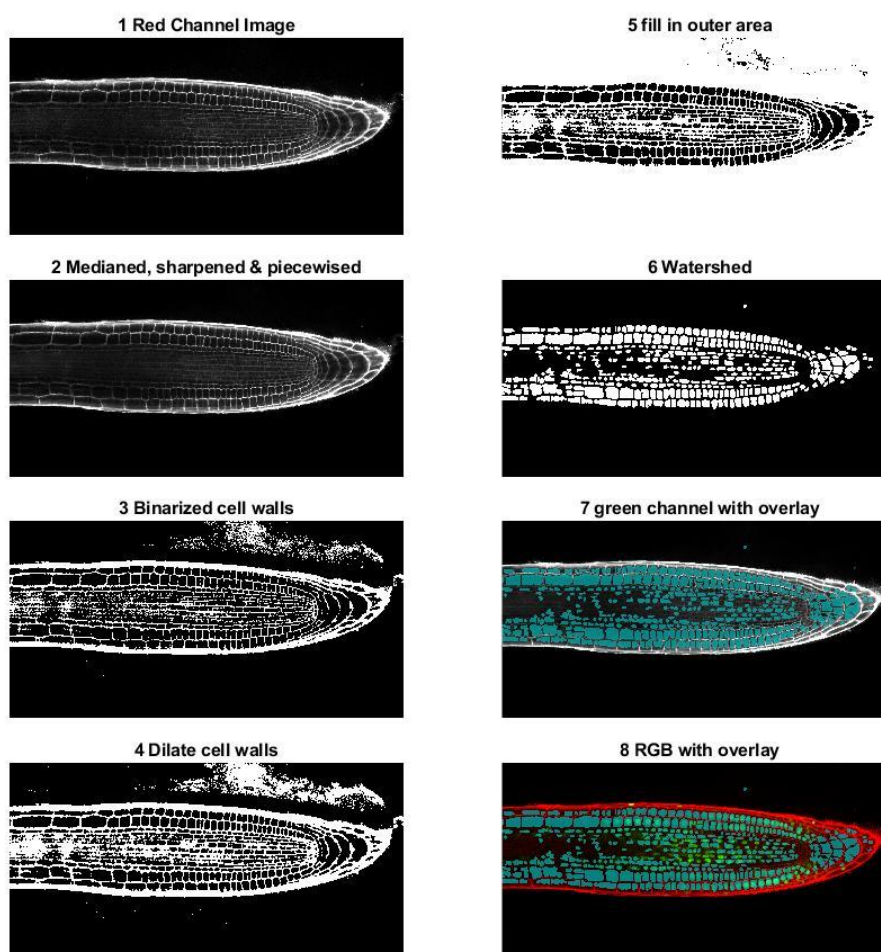 1 Red Channel Image
2 Medianed, sharpened & piecewised
3 Binarized cell walls
4 Dilate cell walls
5 fill in outer area
6 Watershed
7 green channel with overlay
8 RGB with overlay